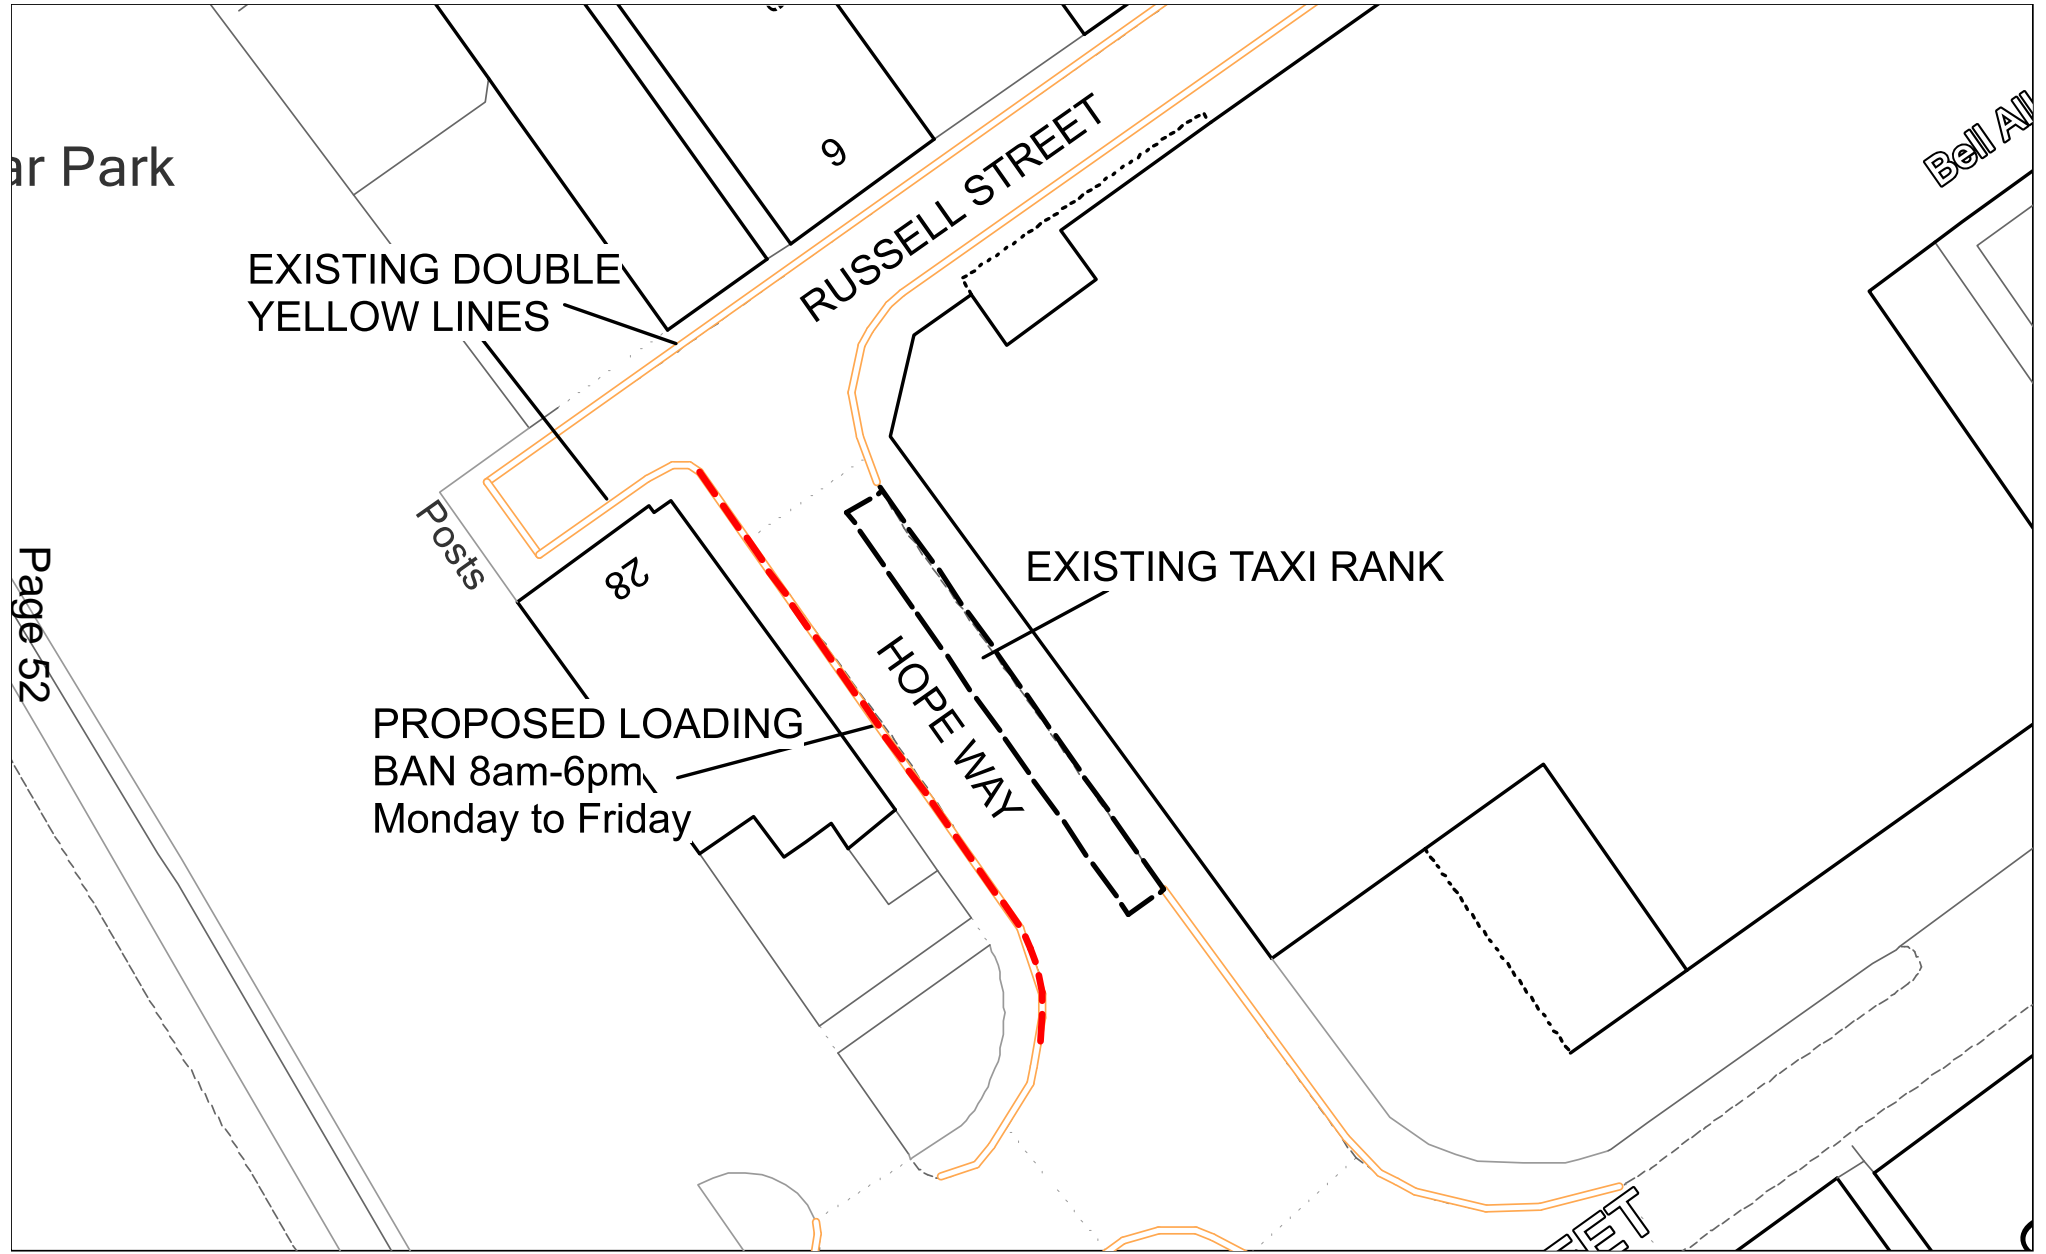 ar Park
EXISTING DOUBLE
YELLOW LINES
9
RUSSELL STREET
Bell All
Posts
28
Page 52
EXISTING TAXI RANK
HOPE WAY
PROPOSED LOADING
BAN 8am-6pm
Monday to Friday
EET